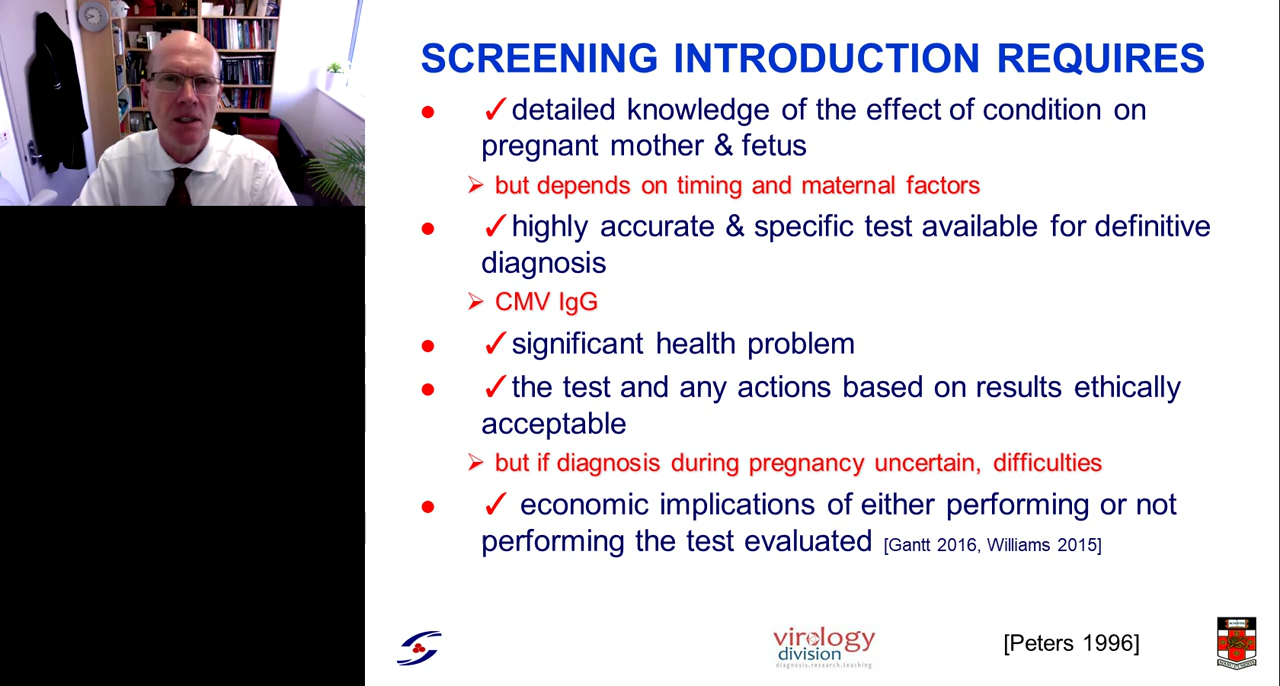 SCREENING INTRODUCTION REQUIRES
● ✓detailed knowledge of the effect of condition on
pregnant mother & fetus
➢ but depends on timing and maternal factors
● ✓highly accurate & specific test available for definitive
diagnosis
➢ CMV IgG
● ✓significant health problem
● ✓the test and any actions based on results ethically
acceptable
➢ but if diagnosis during pregnancy uncertain, difficulties
● ✓ economic implications of either performing or not
performing the test evaluated [Gantt 2016, Williams 2015]
virology
division
diagnosis.research.teaching
[Peters 1996]